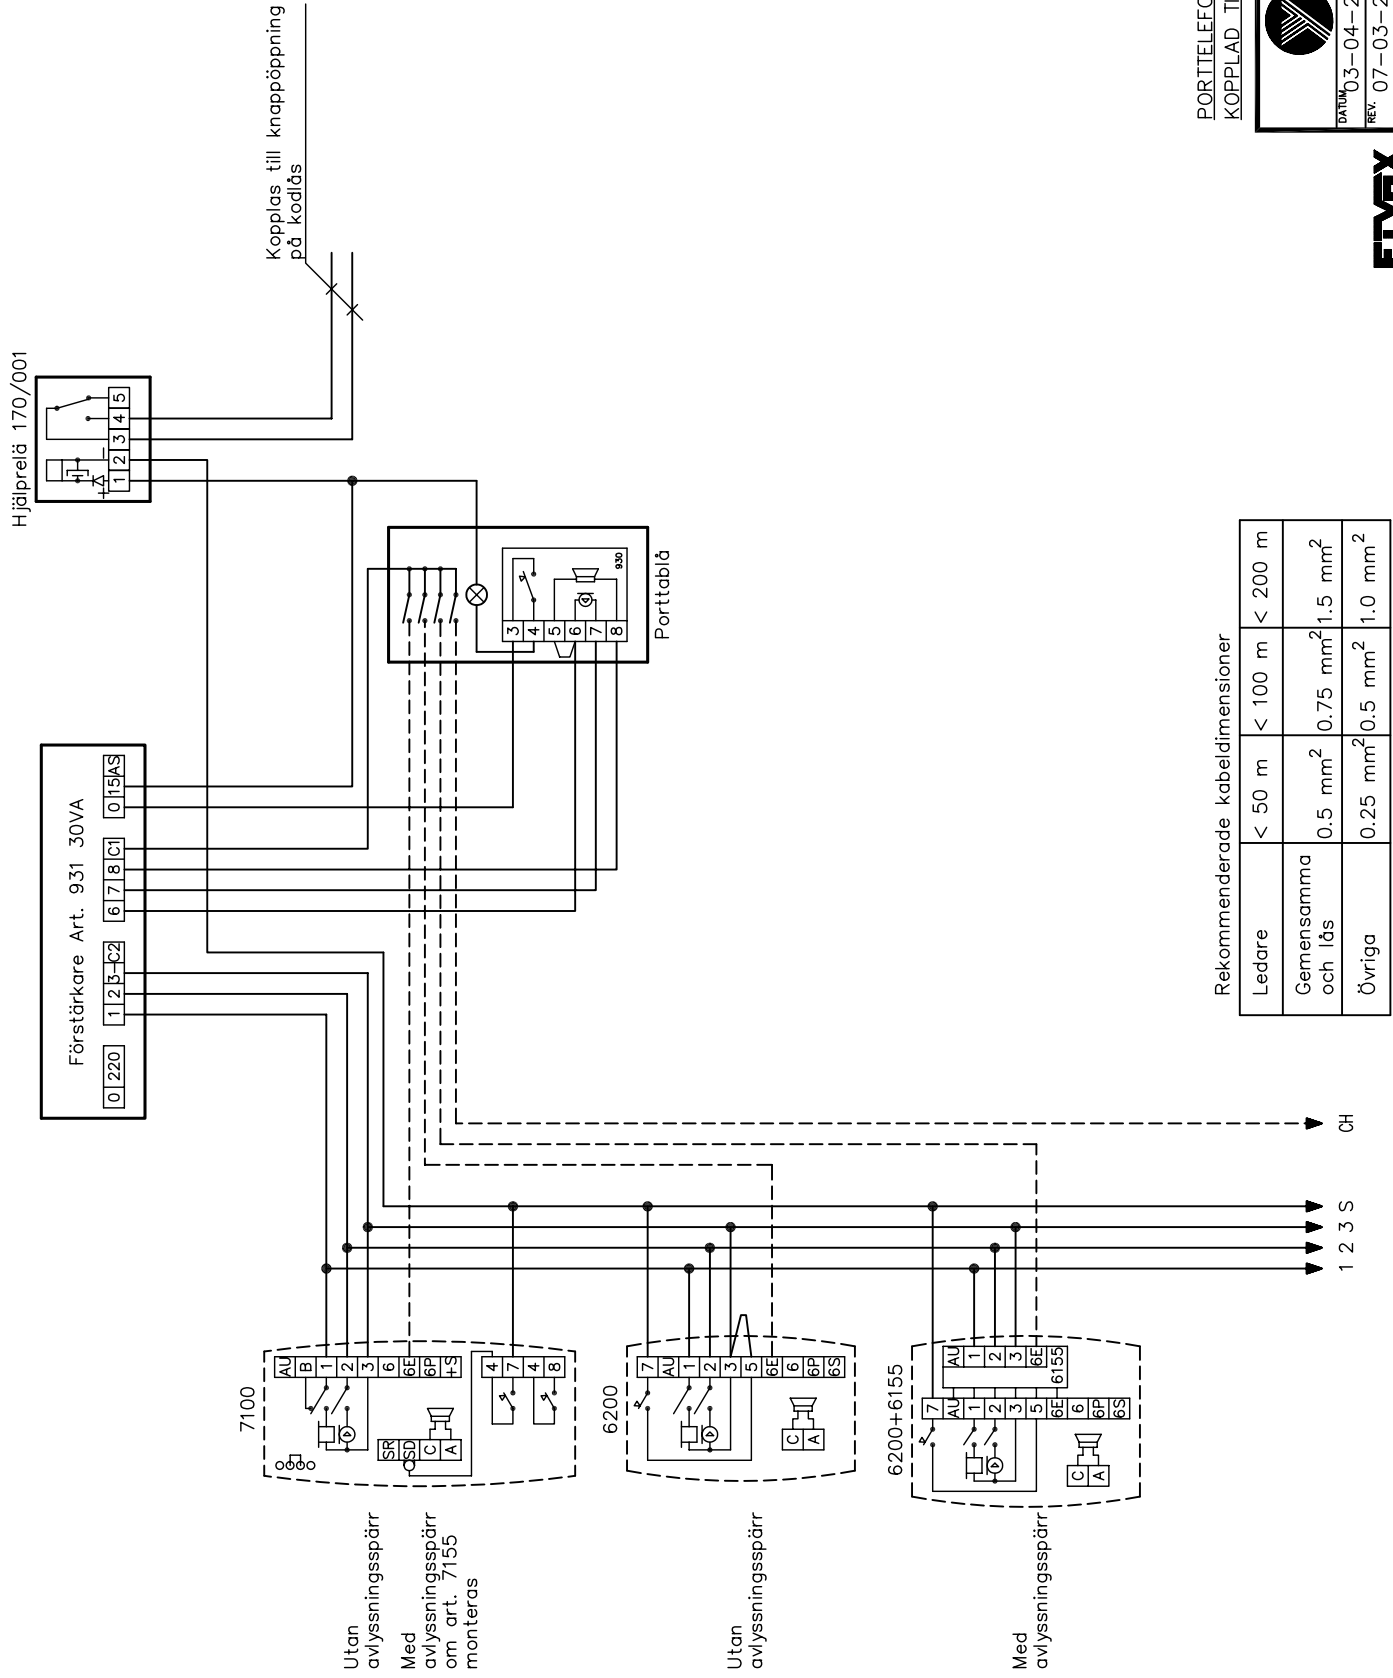 Hjälprelä 170/001
+
−
1 2 3 4 5
Kopplas till knappöppning
på kodlås
Förstärkare Art. 931 30VA
0 220
1 2 3-C2
6 7 8 C1
0 15 AS
Porttablå
3 4 5 6 7 8
930
7100
AU B 1 2 3 6 6E 6P +S
4 7 4 8
SR SD C A
Utan
avlyssningsspärr
Med
avlyssningsspärr
om art. 7155
monteras
6200
7 AU 1 2 3 5 6E 6 6P 6S
C A
Utan
avlyssningsspärr
6200+6155
AU 1 2 3 6E 6155
7 AU 1 2 3 5 6E 6 6P 6S
C A
Med
avlyssningsspärr
1 2 3 S CH
Rekommenderade kabeldimensioner
Ledare < 50 m < 100 m < 200 m
Gemensamma
och lås 0.5 mm² 0.75 mm² 1.5 mm²
Övriga 0.25 mm² 0.5 mm² 1.0 mm²
PORTTELEFO
KOPPLAD T
DATUM 03-04-2
REV. 07-03-2